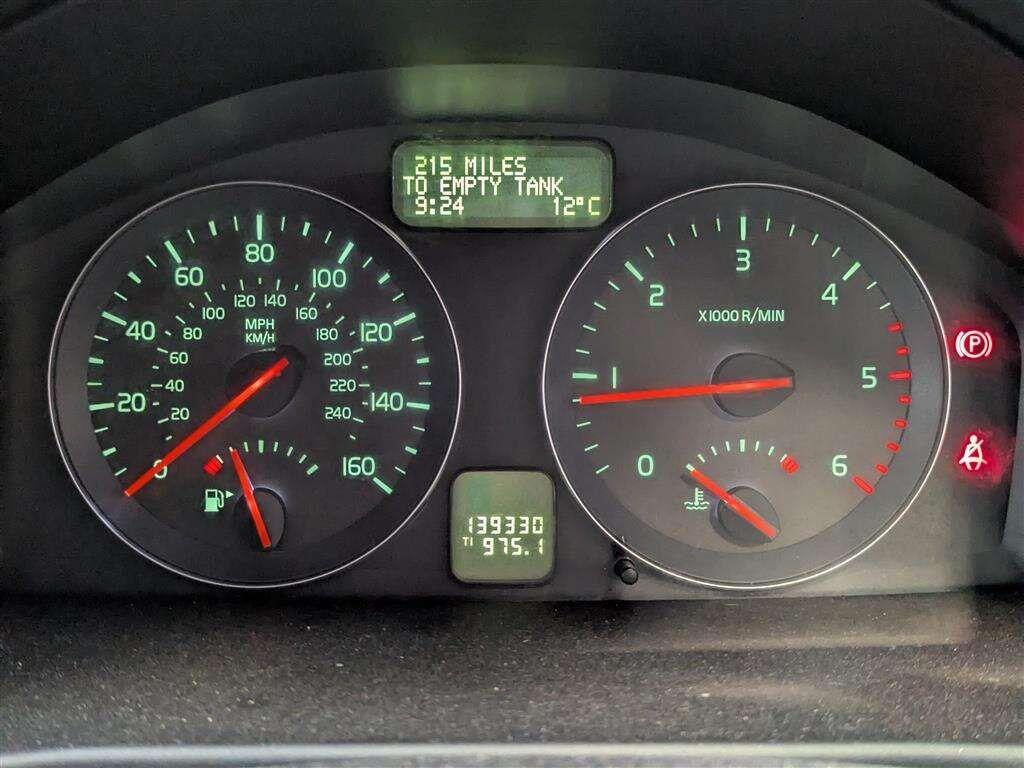 215 MILES
TO EMPTY TANK
9:24 12°C
0 20 40 60 80 100 120 140 160
20 40 60 80 100 120 140 160 180 200 220 240
MPH
KM/H
0 1 2 3 4 5 6
X1000 R/MIN
P
139330
T1 975.1